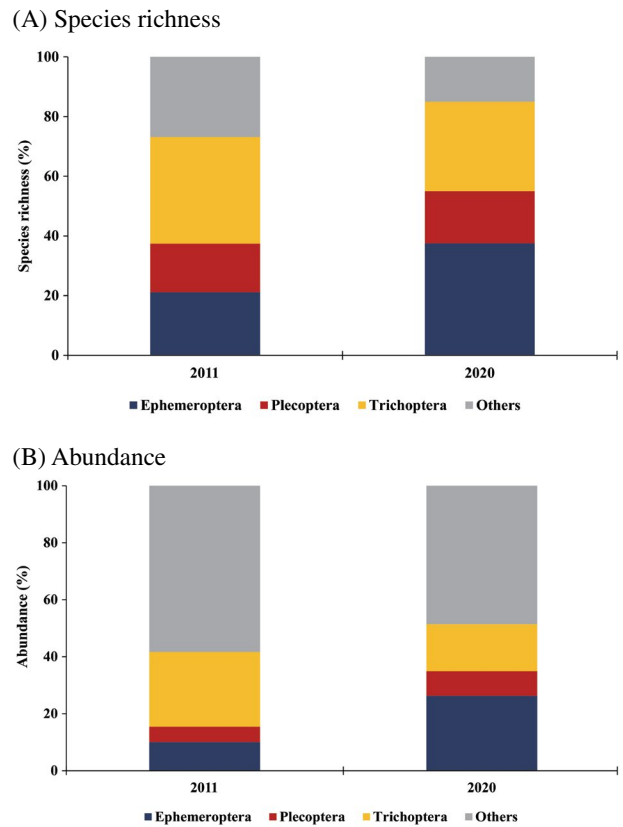 (A) Species richness
100
80
60
40
20
0
Species richness (%)
2011 2020
Ephemeroptera Plecoptera Trichoptera Others
(B) Abundance
100
80
60
40
20
0
Abundance (%)
2011 2020
Ephemeroptera Plecoptera Trichoptera Others